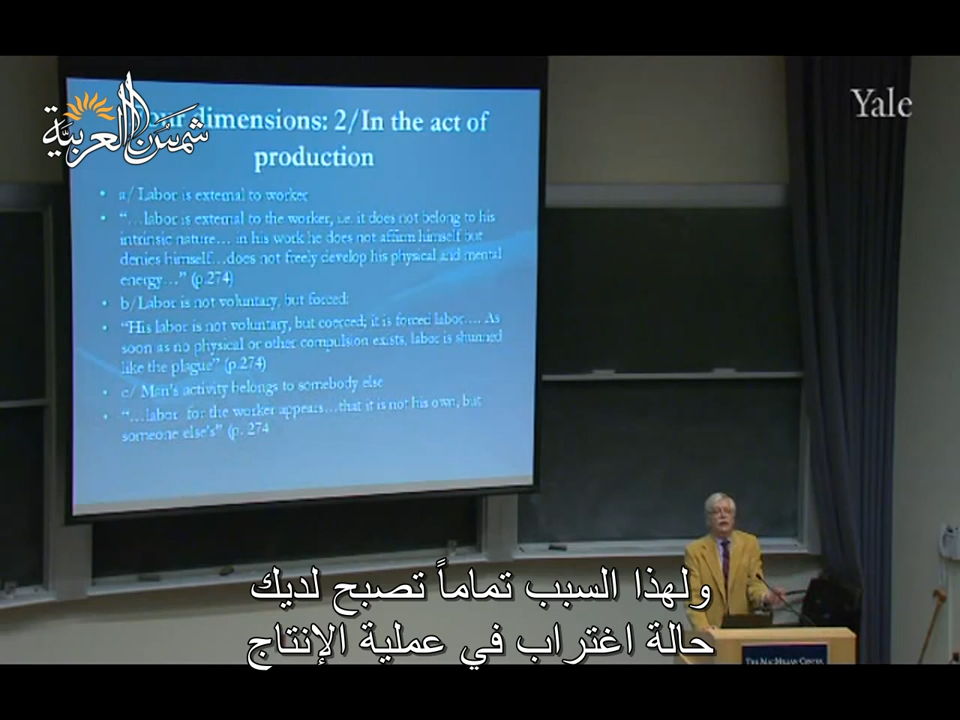 شمس العربية
Yale
Four dimensions: 2/In the act of
production
• a/ Labor is external to worker
• “…labor is external to the worker, i.e. it does not belong to his
intrinsic nature… in his work he does not affirm himself but
denies himself…does not freely develop his physical and mental
energy…” (p.274)
• b/Labor is not voluntary, but forced:
• “His labor is not voluntary, but coerced; it is forced labor…. As
soon as no physical or other compulsion exists, labor is shunned
like the plague” (p.274)
• c/ Man's activity belongs to somebody else
• “…labor for the worker appears…that it is not his own, but
someone else's” (p. 274
ولهذا السبب تماماً تصبح لديك
حالة اغتراب في عملية الإنتاج
THE MACMILLAN CENTER